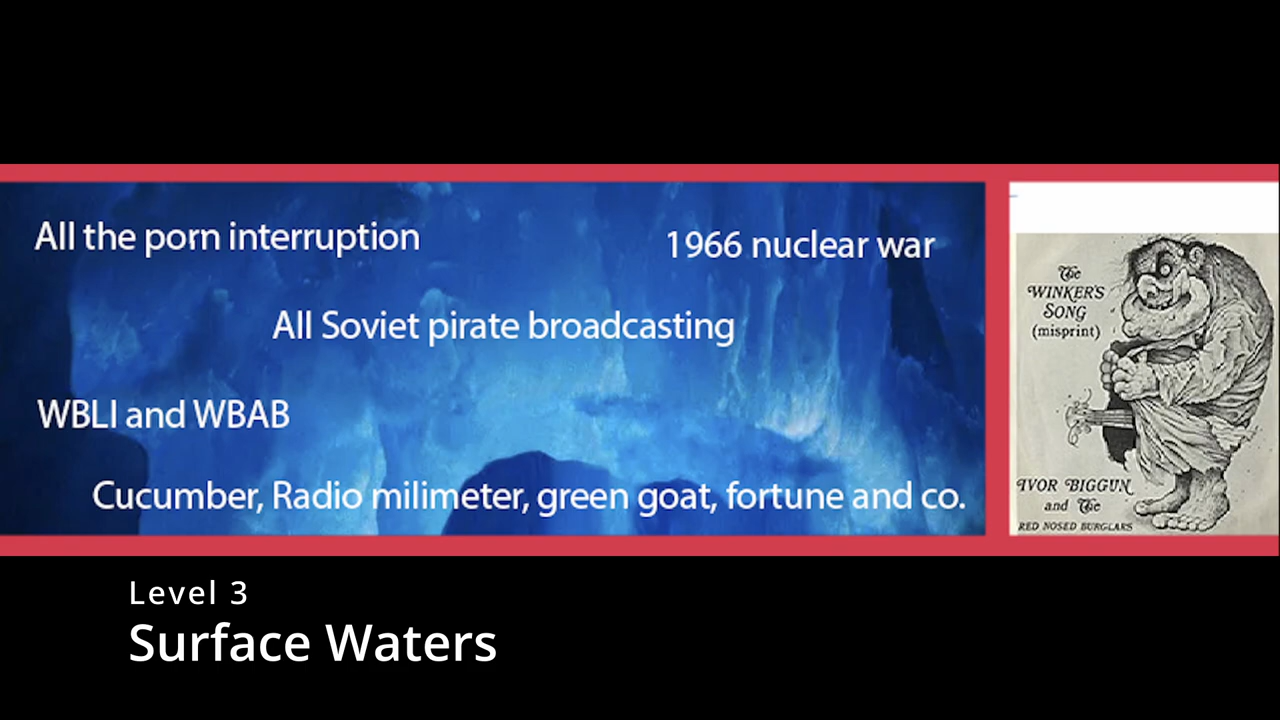 All the porn interruption
1966 nuclear war
All Soviet pirate broadcasting
WBLI and WBAB
Cucumber, Radio milimeter, green goat, fortune and co.
The
WINKER'S
SONG
(misprint)
IVOR BIGGUN
and The
RED NOSED BURGLARS
Level 3
Surface Waters